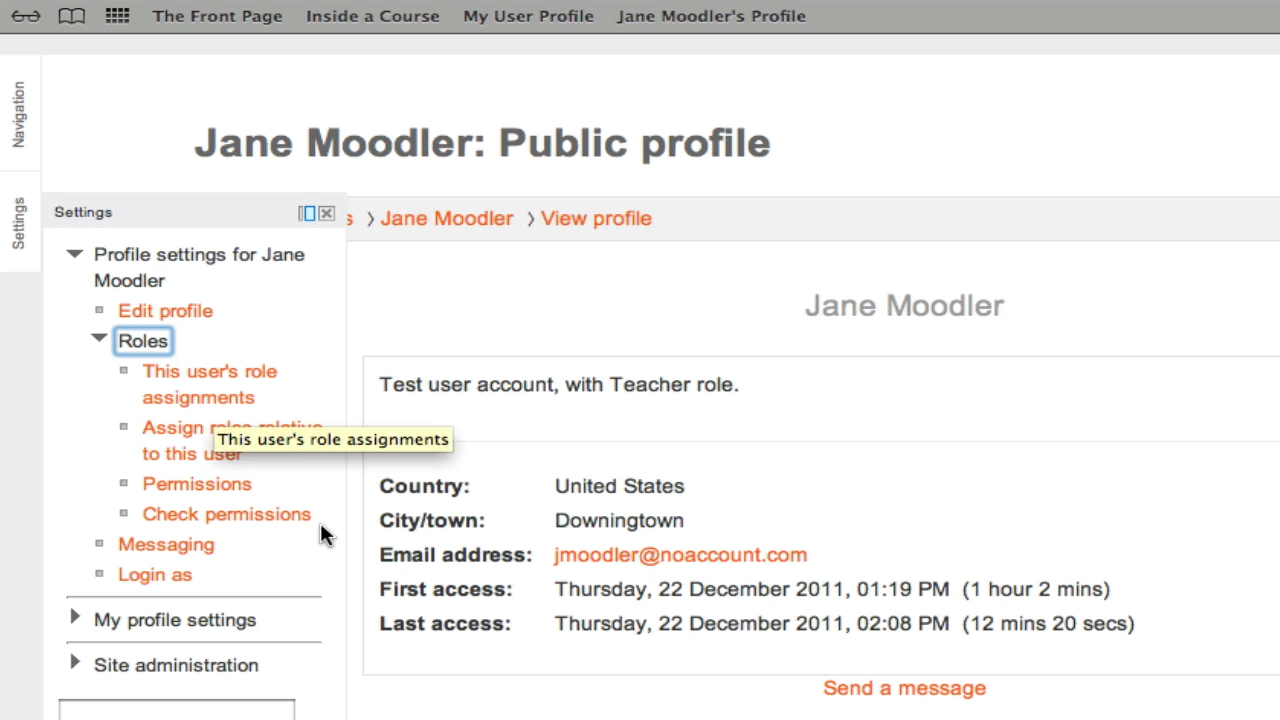 The Front Page Inside a Course My User Profile Jane Moodler's Profile
Navigation
Settings
Jane Moodler: Public profile
Settings
s › Jane Moodler › View profile
Profile settings for Jane
Moodler
Edit profile
Roles
This user's role
assignments
Assign roles relative
to this user
This user's role assignments
Permissions
Check permissions
Messaging
Login as
My profile settings
Site administration
Jane Moodler
Test user account, with Teacher role.
Country: United States
City/town: Downingtown
Email address: jmoodler@noaccount.com
First access: Thursday, 22 December 2011, 01:19 PM (1 hour 2 mins)
Last access: Thursday, 22 December 2011, 02:08 PM (12 mins 20 secs)
Send a message